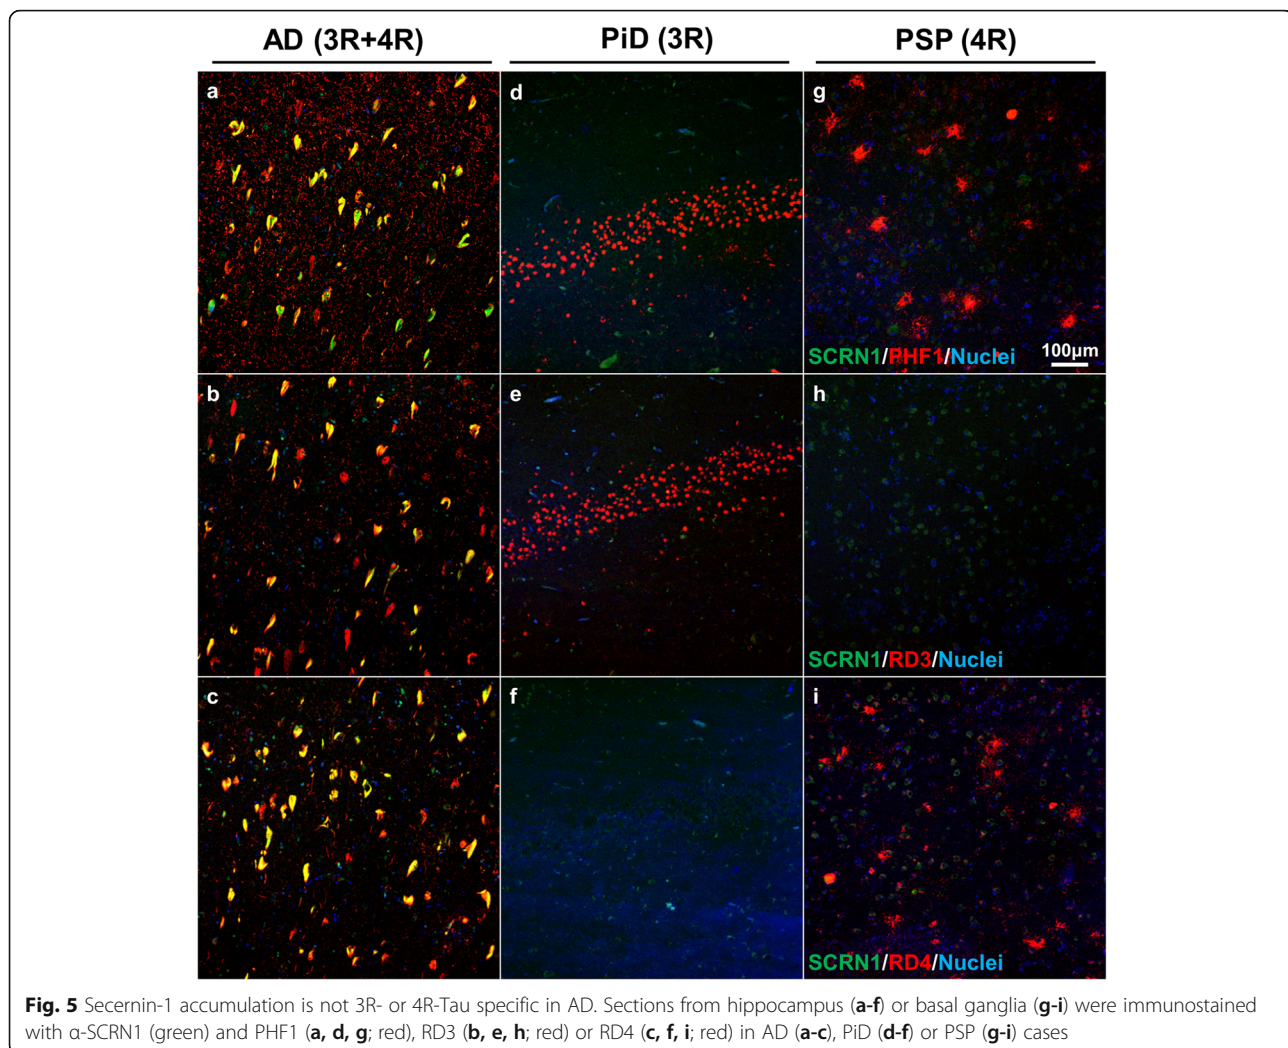 AD (3R+4R)
PiD (3R)
PSP (4R)
a
d
g
SCRN1/PHF1/Nuclei
100µm
b
e
h
SCRN1/RD3/Nuclei
c
f
i
SCRN1/RD4/Nuclei
Fig. 5 Secernin-1 accumulation is not 3R- or 4R-Tau specific in AD. Sections from hippocampus (a-f) or basal ganglia (g-i) were immunostained
with α-SCRN1 (green) and PHF1 (a, d, g; red), RD3 (b, e, h; red) or RD4 (c, f, i; red) in AD (a-c), PiD (d-f) or PSP (g-i) cases